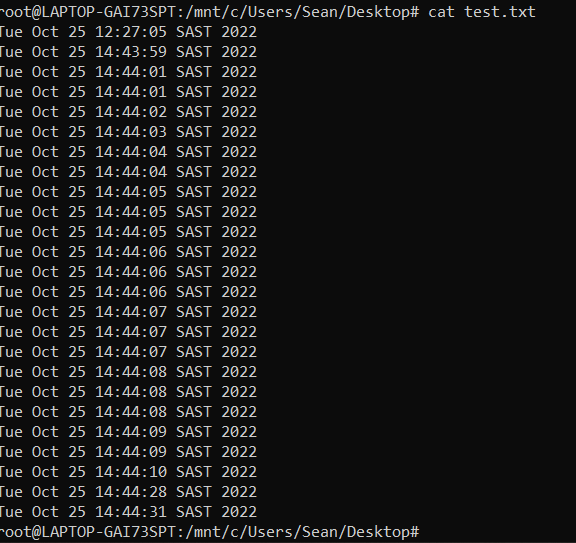 root@LAPTOP-GAI73SPT:/mnt/c/Users/Sean/Desktop# cat test.txt
Tue Oct 25 12:27:05 SAST 2022
Tue Oct 25 14:43:59 SAST 2022
Tue Oct 25 14:44:01 SAST 2022
Tue Oct 25 14:44:01 SAST 2022
Tue Oct 25 14:44:02 SAST 2022
Tue Oct 25 14:44:03 SAST 2022
Tue Oct 25 14:44:04 SAST 2022
Tue Oct 25 14:44:04 SAST 2022
Tue Oct 25 14:44:05 SAST 2022
Tue Oct 25 14:44:05 SAST 2022
Tue Oct 25 14:44:05 SAST 2022
Tue Oct 25 14:44:06 SAST 2022
Tue Oct 25 14:44:06 SAST 2022
Tue Oct 25 14:44:06 SAST 2022
Tue Oct 25 14:44:07 SAST 2022
Tue Oct 25 14:44:07 SAST 2022
Tue Oct 25 14:44:07 SAST 2022
Tue Oct 25 14:44:08 SAST 2022
Tue Oct 25 14:44:08 SAST 2022
Tue Oct 25 14:44:08 SAST 2022
Tue Oct 25 14:44:09 SAST 2022
Tue Oct 25 14:44:09 SAST 2022
Tue Oct 25 14:44:10 SAST 2022
Tue Oct 25 14:44:28 SAST 2022
Tue Oct 25 14:44:31 SAST 2022
root@LAPTOP-GAI73SPT:/mnt/c/Users/Sean/Desktop#